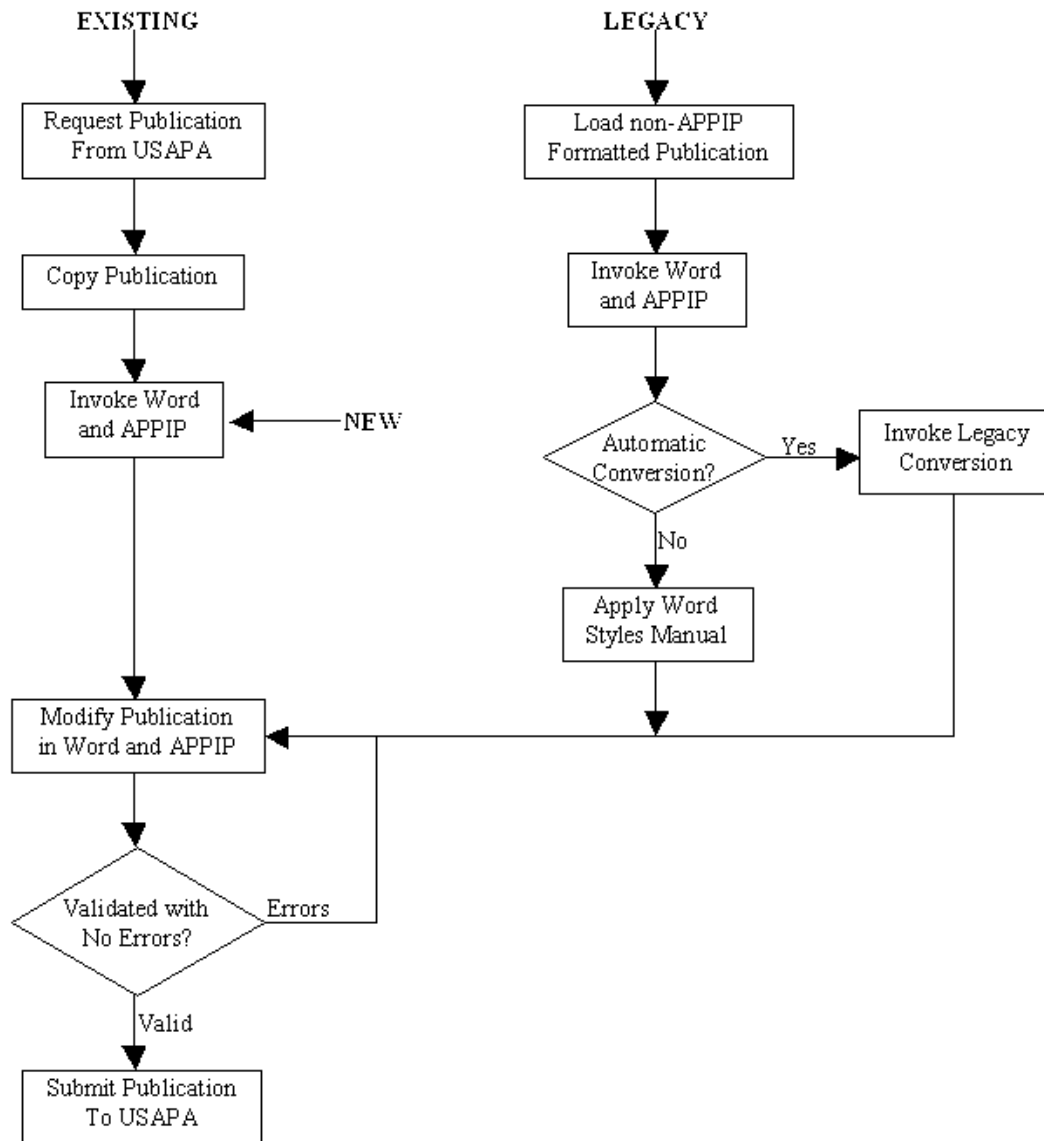 EXISTING
Request Publication
From USAPA
Copy Publication
Invoke Word
and APPIP
NEW
LEGACY
Load non-APPIP
Formatted Publication
Invoke Word
and APPIP
Automatic
Conversion?
Yes
Invoke Legacy
Conversion
No
Apply Word
Styles Manual
Modify Publication
in Word and APPIP
Validated with
No Errors?
Errors
Valid
Submit Publication
To USAPA